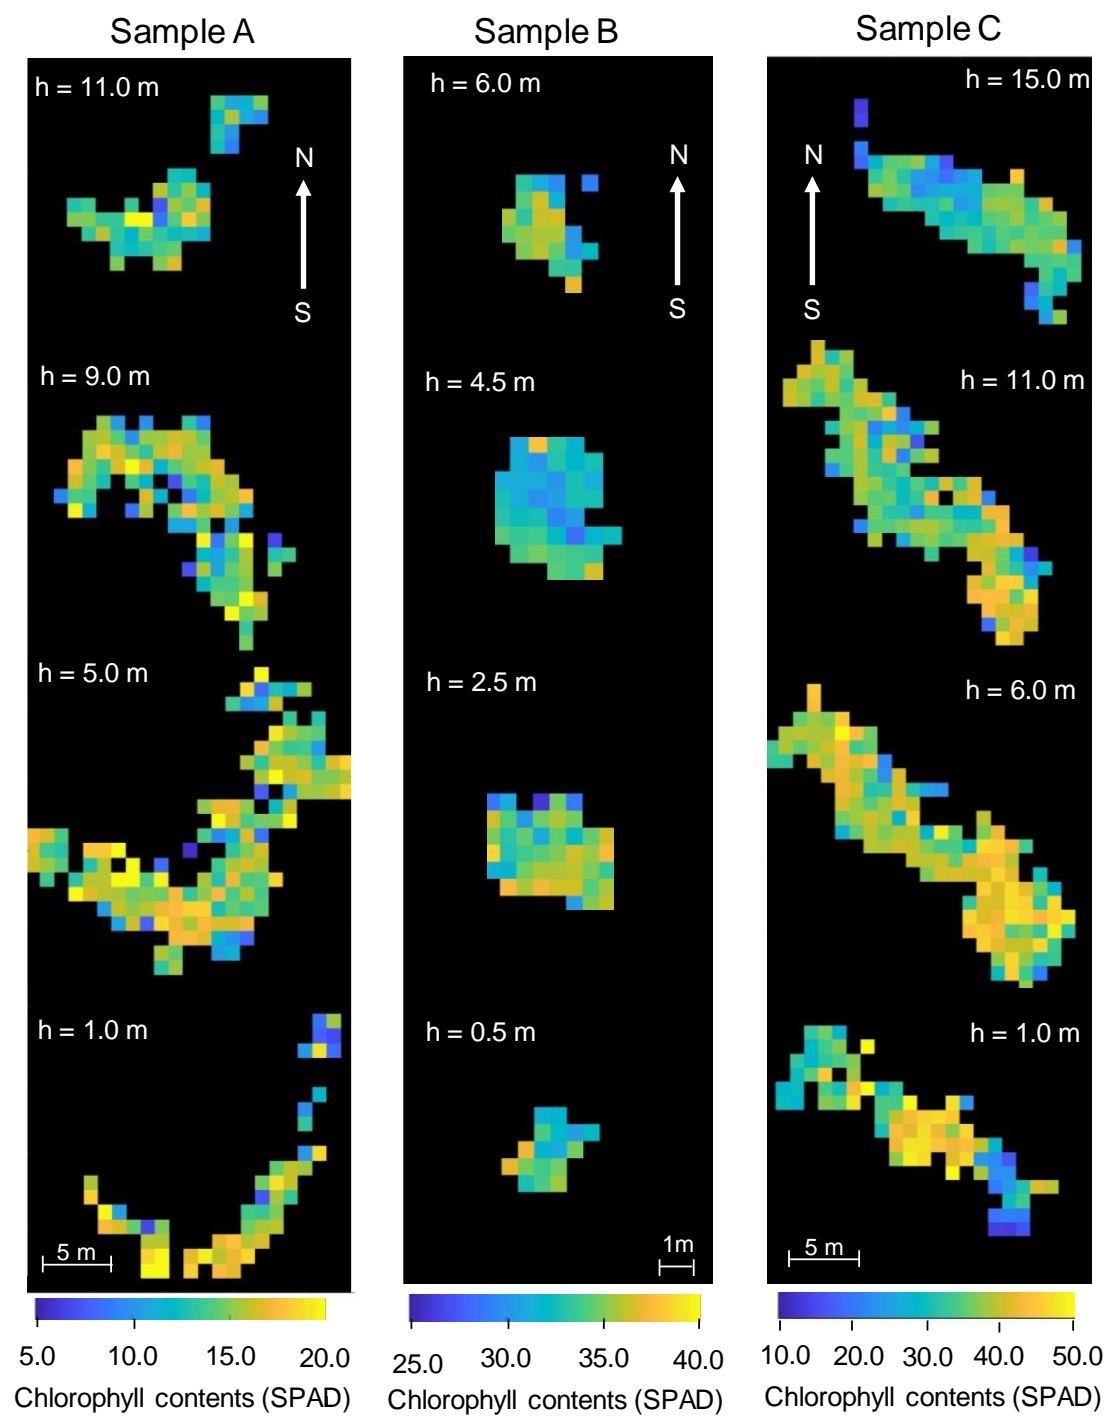 Sample A
Sample B
Sample C
h = 11.0 m
N
S
h = 9.0 m
h = 5.0 m
h = 1.0 m
5 m
5.0 10.0 15.0 20.0
Chlorophyll contents (SPAD)
h = 6.0 m
N
S
h = 4.5 m
h = 2.5 m
h = 0.5 m
1m
25.0 30.0 35.0 40.0
Chlorophyll contents (SPAD)
h = 15.0 m
N
S
h = 11.0 m
h = 6.0 m
h = 1.0 m
5 m
10.0 20.0 30.0 40.0 50.0
Chlorophyll contents (SPAD)